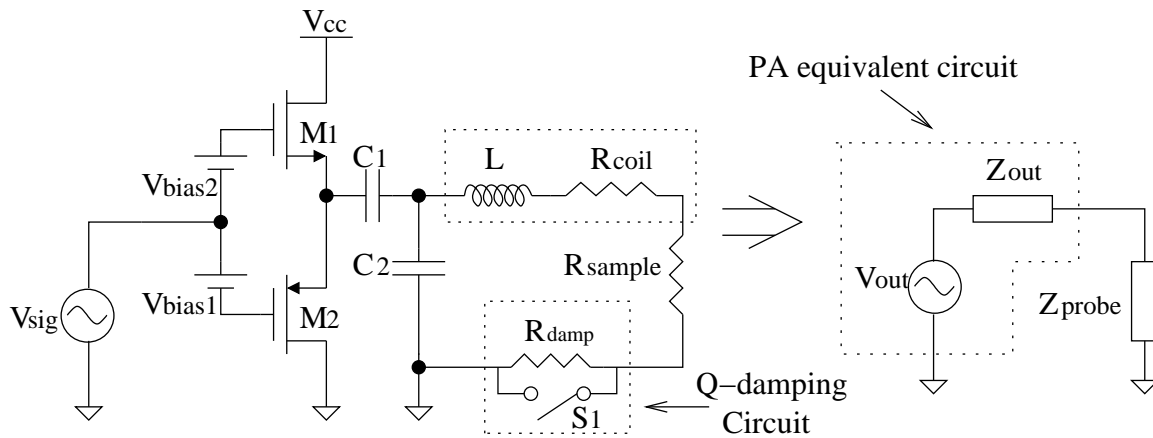 Vcc
PA equivalent circuit
M1
C1
L
Rcoil
Zout
Vbias2
C2
Rsample
Vout
Vsig
Vbias1
M2
Rdamp
Zprobe
S1
Q-damping
Circuit